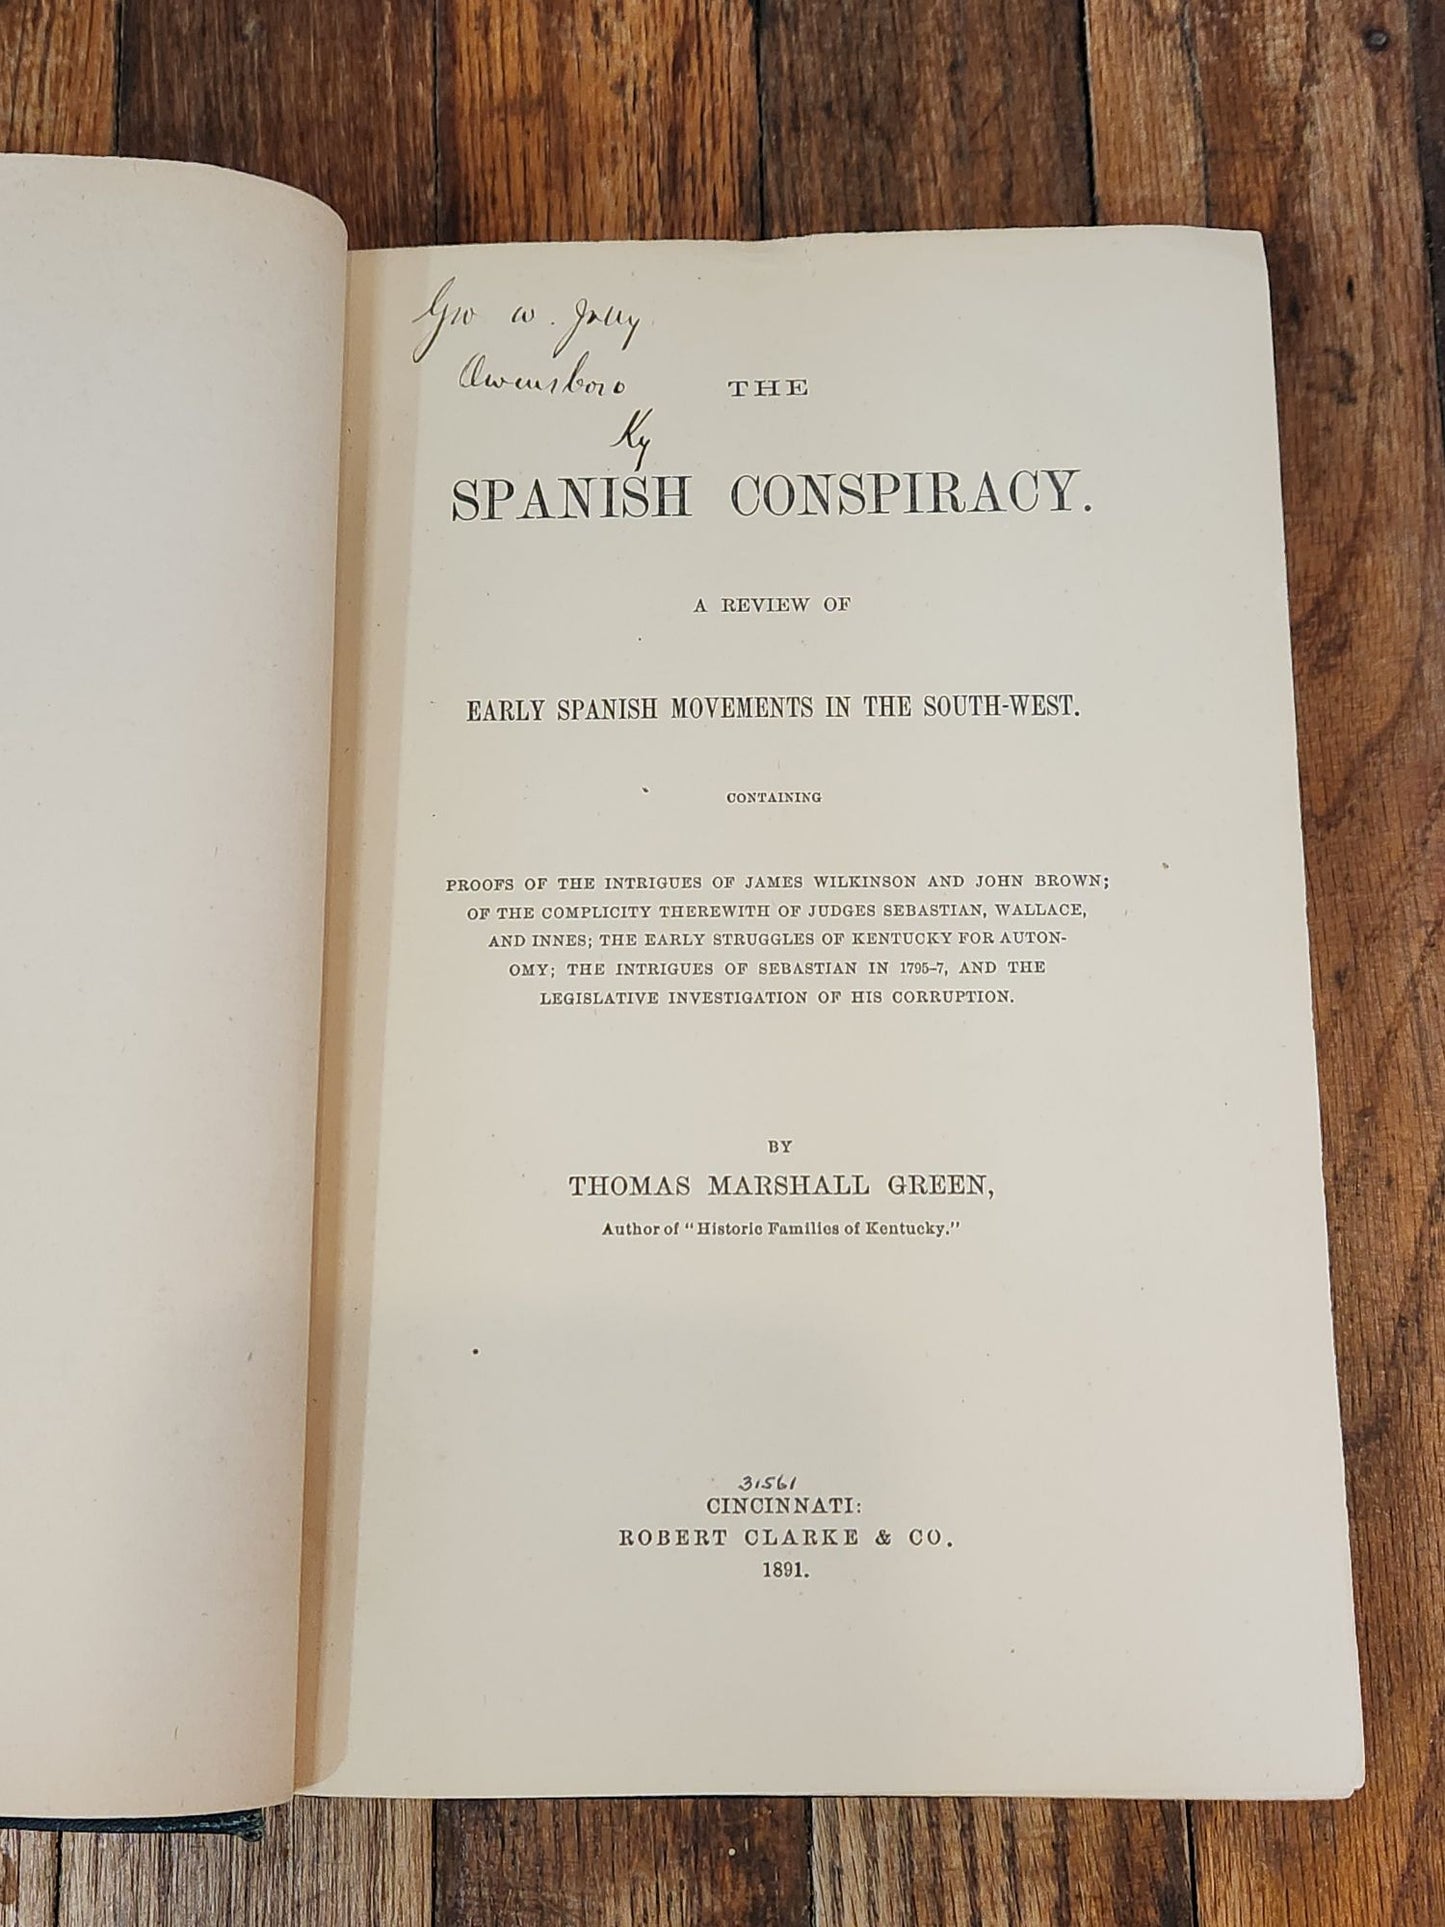 Geo W. Jolly
Owensboro
Ky
THE
SPANISH CONSPIRACY.
A REVIEW OF
EARLY SPANISH MOVEMENTS IN THE SOUTH-WEST.
CONTAINING
PROOFS OF THE INTRIGUES OF JAMES WILKINSON AND JOHN BROWN;
OF THE COMPLICITY THEREWITH OF JUDGES SEBASTIAN, WALLACE,
AND INNES; THE EARLY STRUGGLES OF KENTUCKY FOR AUTON-
OMY; THE INTRIGUES OF SEBASTIAN IN 1795-7, AND THE
LEGISLATIVE INVESTIGATION OF HIS CORRUPTION.
BY
THOMAS MARSHALL GREEN,
Author of "Historic Families of Kentucky."
31561
CINCINNATI:
ROBERT CLARKE & CO.
1891.